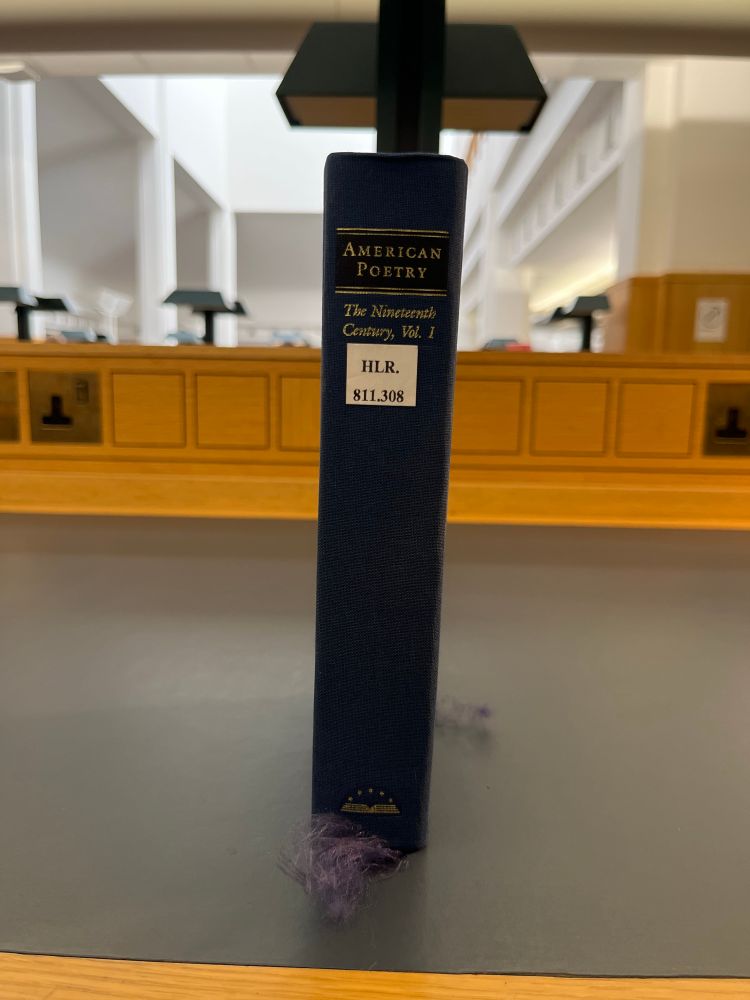 AMERICAN
POETRY
The Nineteenth
Century, Vol. 1
HLR.
811.308